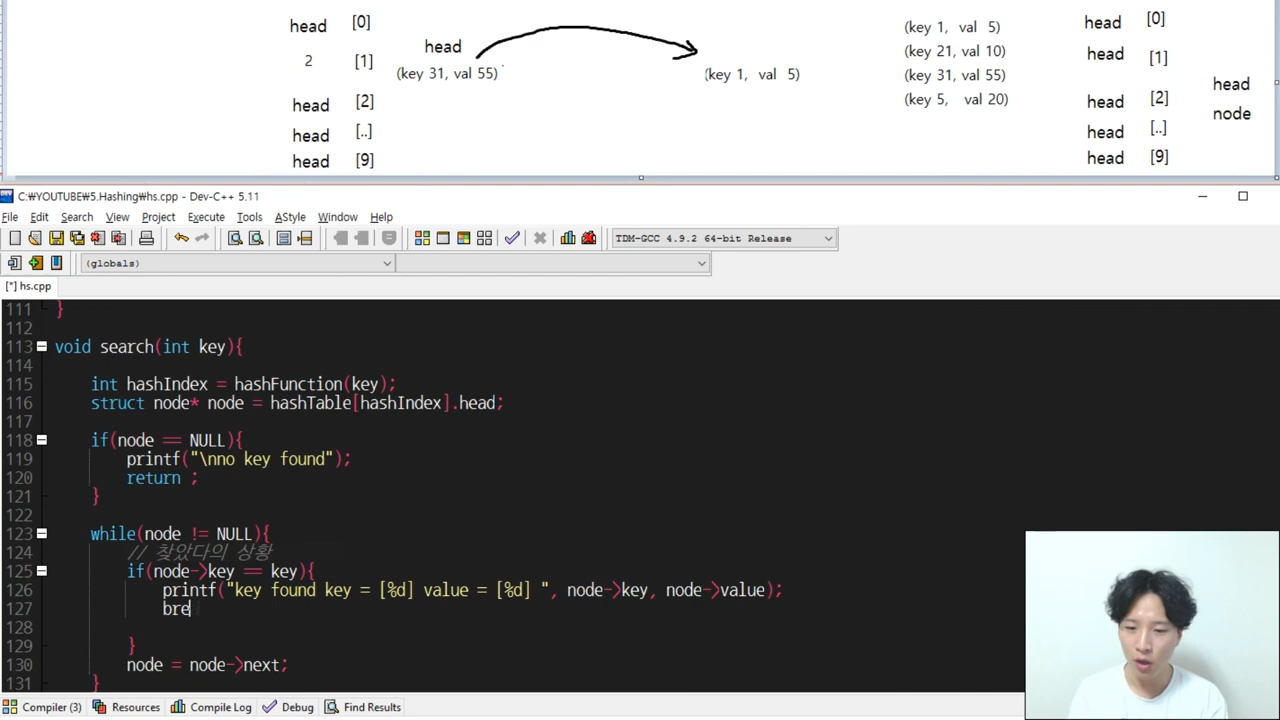 head [0]
2 [1]
head [2]
head [..]
head [9]
head
(key 31, val 55)
(key 1, val 5)
(key 1, val 5)
(key 21, val 10)
(key 31, val 55)
(key 5, val 20)
head [0]
head [1]
head [2]
head [..]
head [9]
head
node
C:₩YOUTUBE₩5.Hashing₩hs.cpp - Dev-C++ 5.11
File Edit Search View Project Execute Tools AStyle Window Help
TDM-GCC 4.9.2 64-bit Release
(globals)
[*] hs.cpp
111 }
112
113 void search(int key){
114
115 int hashIndex = hashFunction(key);
116 struct node* node = hashTable[hashIndex].head;
117
118 if(node == NULL){
119 printf("\nno key found");
120 return ;
121 }
122
123 while(node != NULL){
124 // 찾았다의 상황
125 if(node->key == key){
126 printf("key found key = [%d] value = [%d] ", node->key, node->value);
127 bre
128
129 }
130 node = node->next;
131 }
Compiler (3) Resources Compile Log Debug Find Results